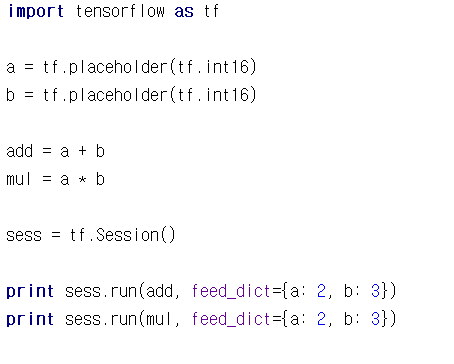 import tensorflow as tf
a = tf.placeholder(tf.int16)
b = tf.placeholder(tf.int16)
add = a + b
mul = a * b
sess = tf.Session()
print sess.run(add, feed_dict={a: 2, b: 3})
print sess.run(mul, feed_dict={a: 2, b: 3})